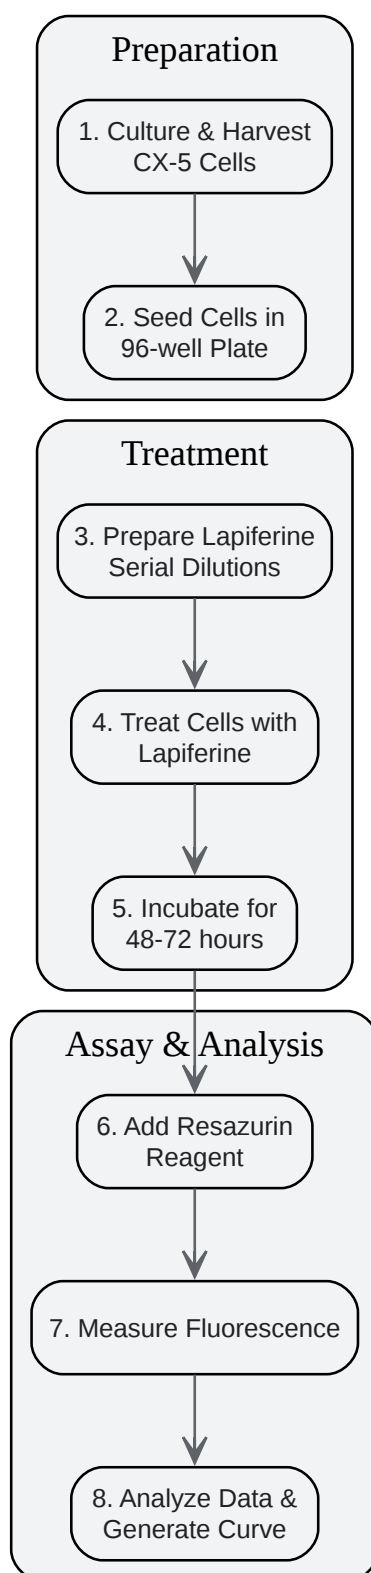 Preparation
1. Culture & Harvest
CX-5 Cells
2. Seed Cells in
96-well Plate
Treatment
3. Prepare Lapiferine
Serial Dilutions
4. Treat Cells with
Lapiferine
5. Incubate for
48-72 hours
Assay & Analysis
6. Add Resazurin
Reagent
7. Measure Fluorescence
8. Analyze Data &
Generate Curve